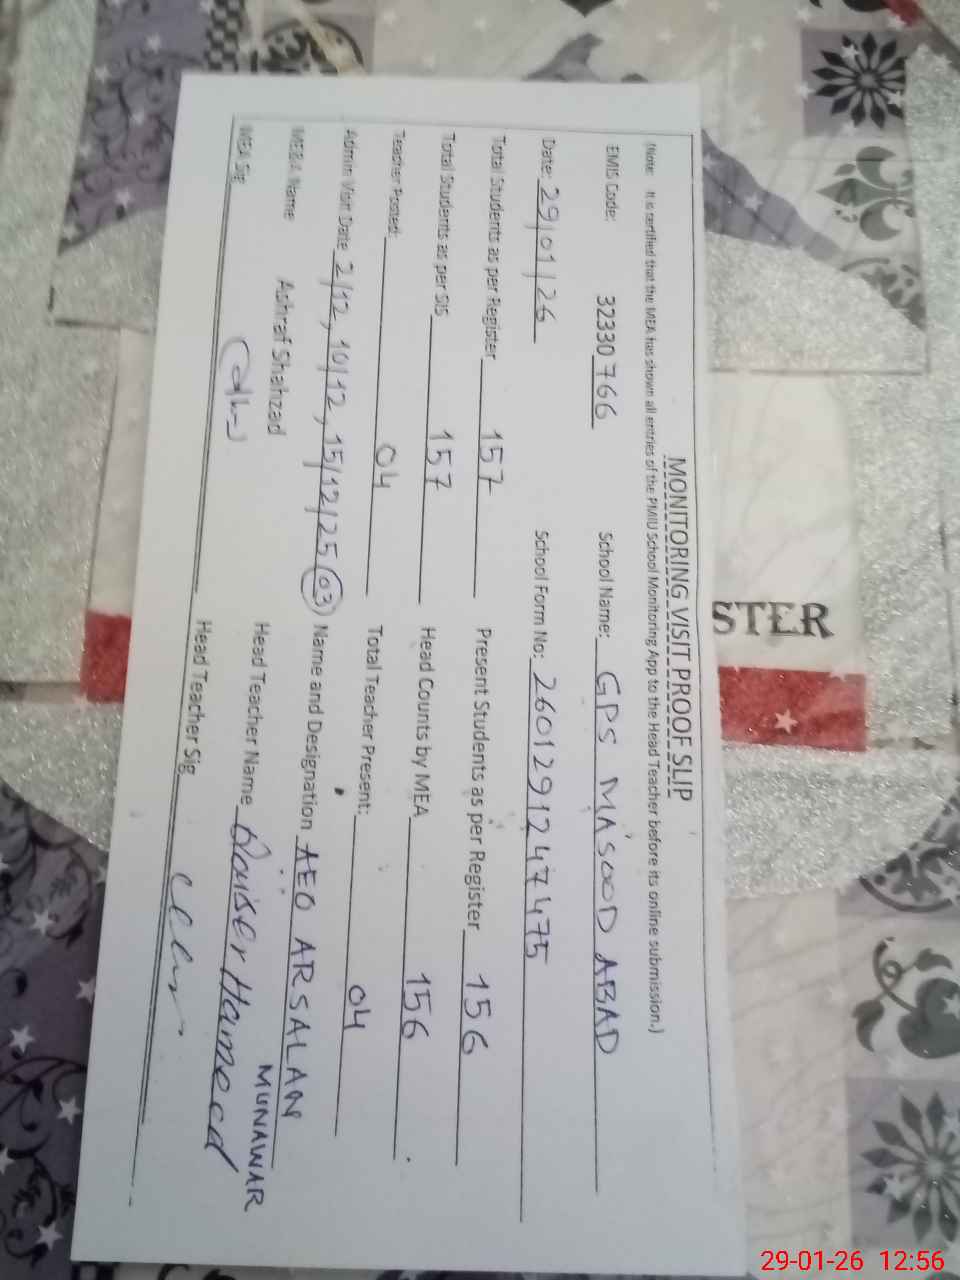 MONITORING VISIT PROOF SLIP
(Note: It is certified that the MEA has shown all entries of the PMIU School Monitoring App to the Head Teacher before its online submission.)
EMIS Code: 32330766 School Name: GPS MASOOD ABAD
Date: 29/01/26 School Form No: 260129124 7475
Total Students as per Register 157 Present Students as per Register 156
Total Students as per SIS 157 Head Counts by MEA 156
Teacher Posted: 04 Total Teacher Present: 04
Admin Visit Date 2/12, 10/12, 15/12/25 (03) Name and Designation AEO ARSALAN
MUNAWAR
Name Ashraf Shahzad Head Teacher Name Qaiser Hameed
MEA Sig Head Teacher Sig
STER
29-01-26 12:56